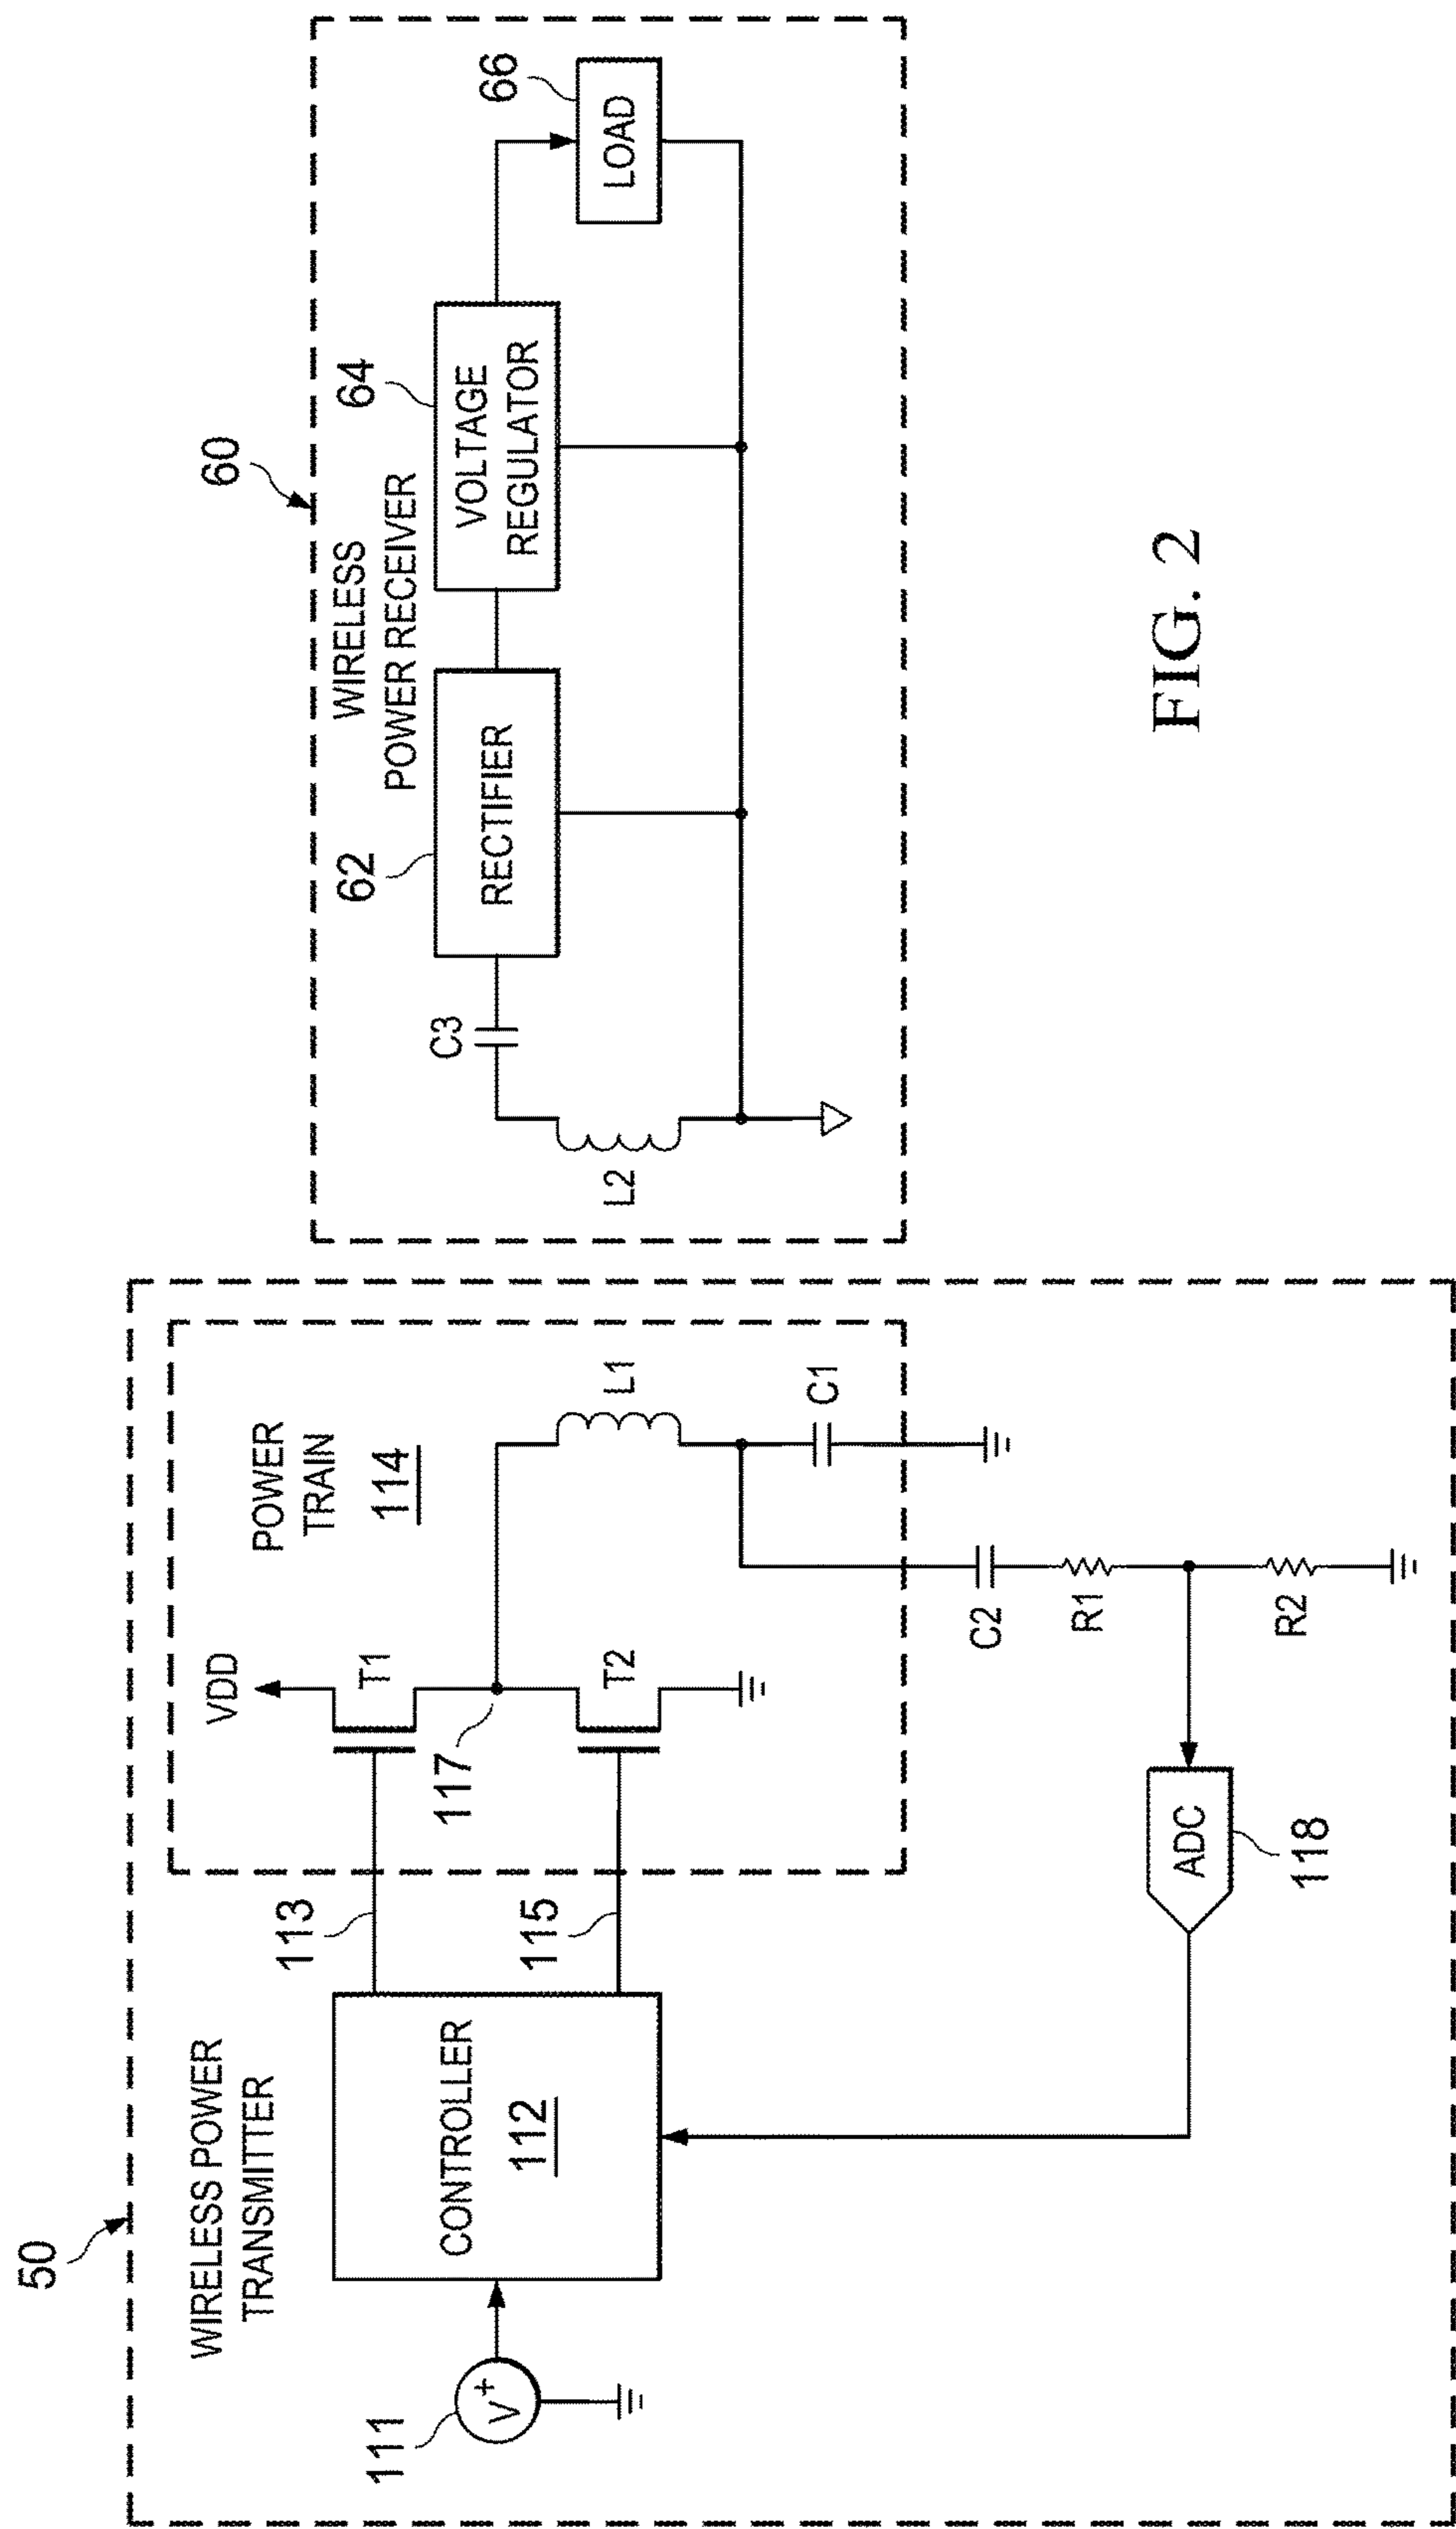 50
WIRELESS POWER
TRANSMITTER
111
V+
CONTROLLER
112
113
115
POWER
TRAIN
114
VDD
T1
117
T2
L1
C1
C2
R1
R2
ADC
118
60
WIRELESS
POWER RECEIVER
L2
C3
62
RECTIFIER
64
VOLTAGE
REGULATOR
66
LOAD
FIG. 2